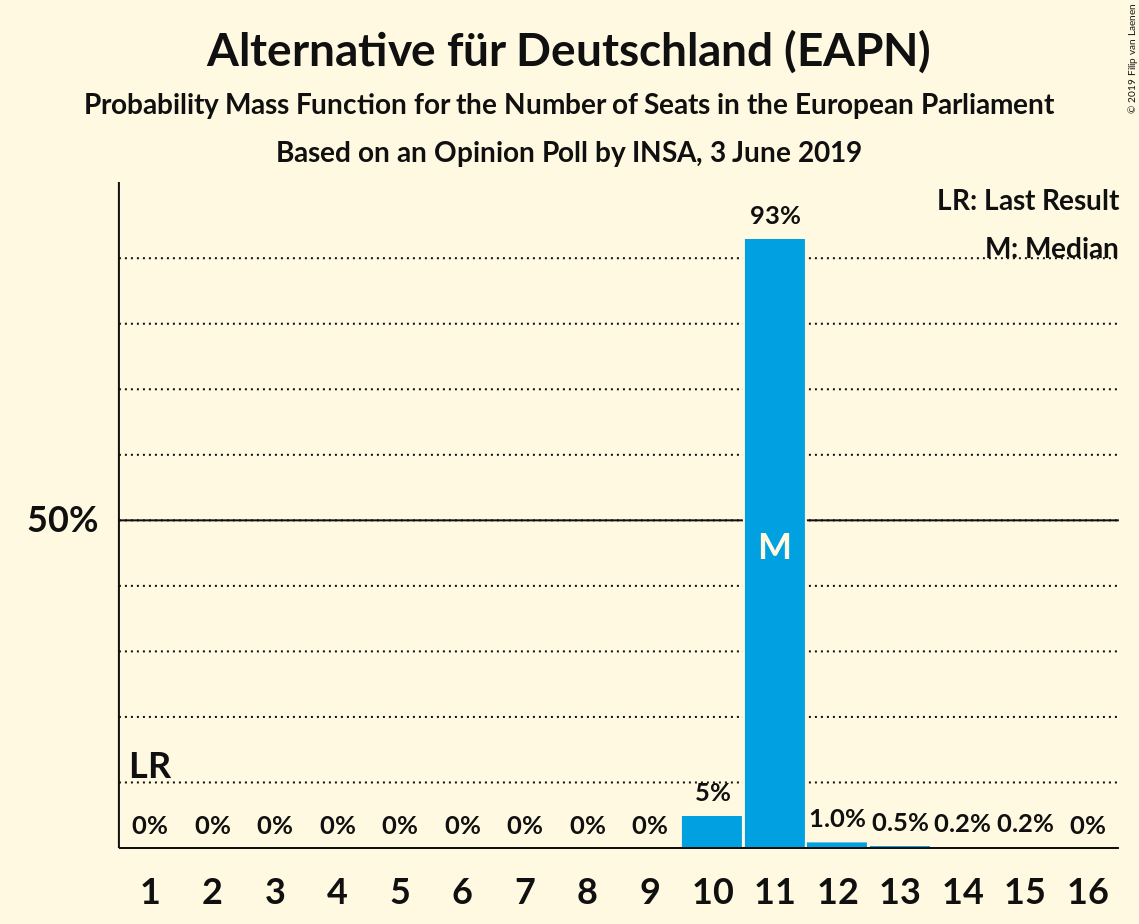 Alternative für Deutschland (EAPN)
Probability Mass Function for the Number of Seats in the European Parliament
Based on an Opinion Poll by INSA, 3 June 2019
© 2019 Filip van Laenen
LR: Last Result
M: Median
93%
50%
M
LR
0% 0% 0% 0% 0% 0% 0% 0% 0% 5% 1.0% 0.5% 0.2% 0.2% 0%
1 2 3 4 5 6 7 8 9 10 11 12 13 14 15 16